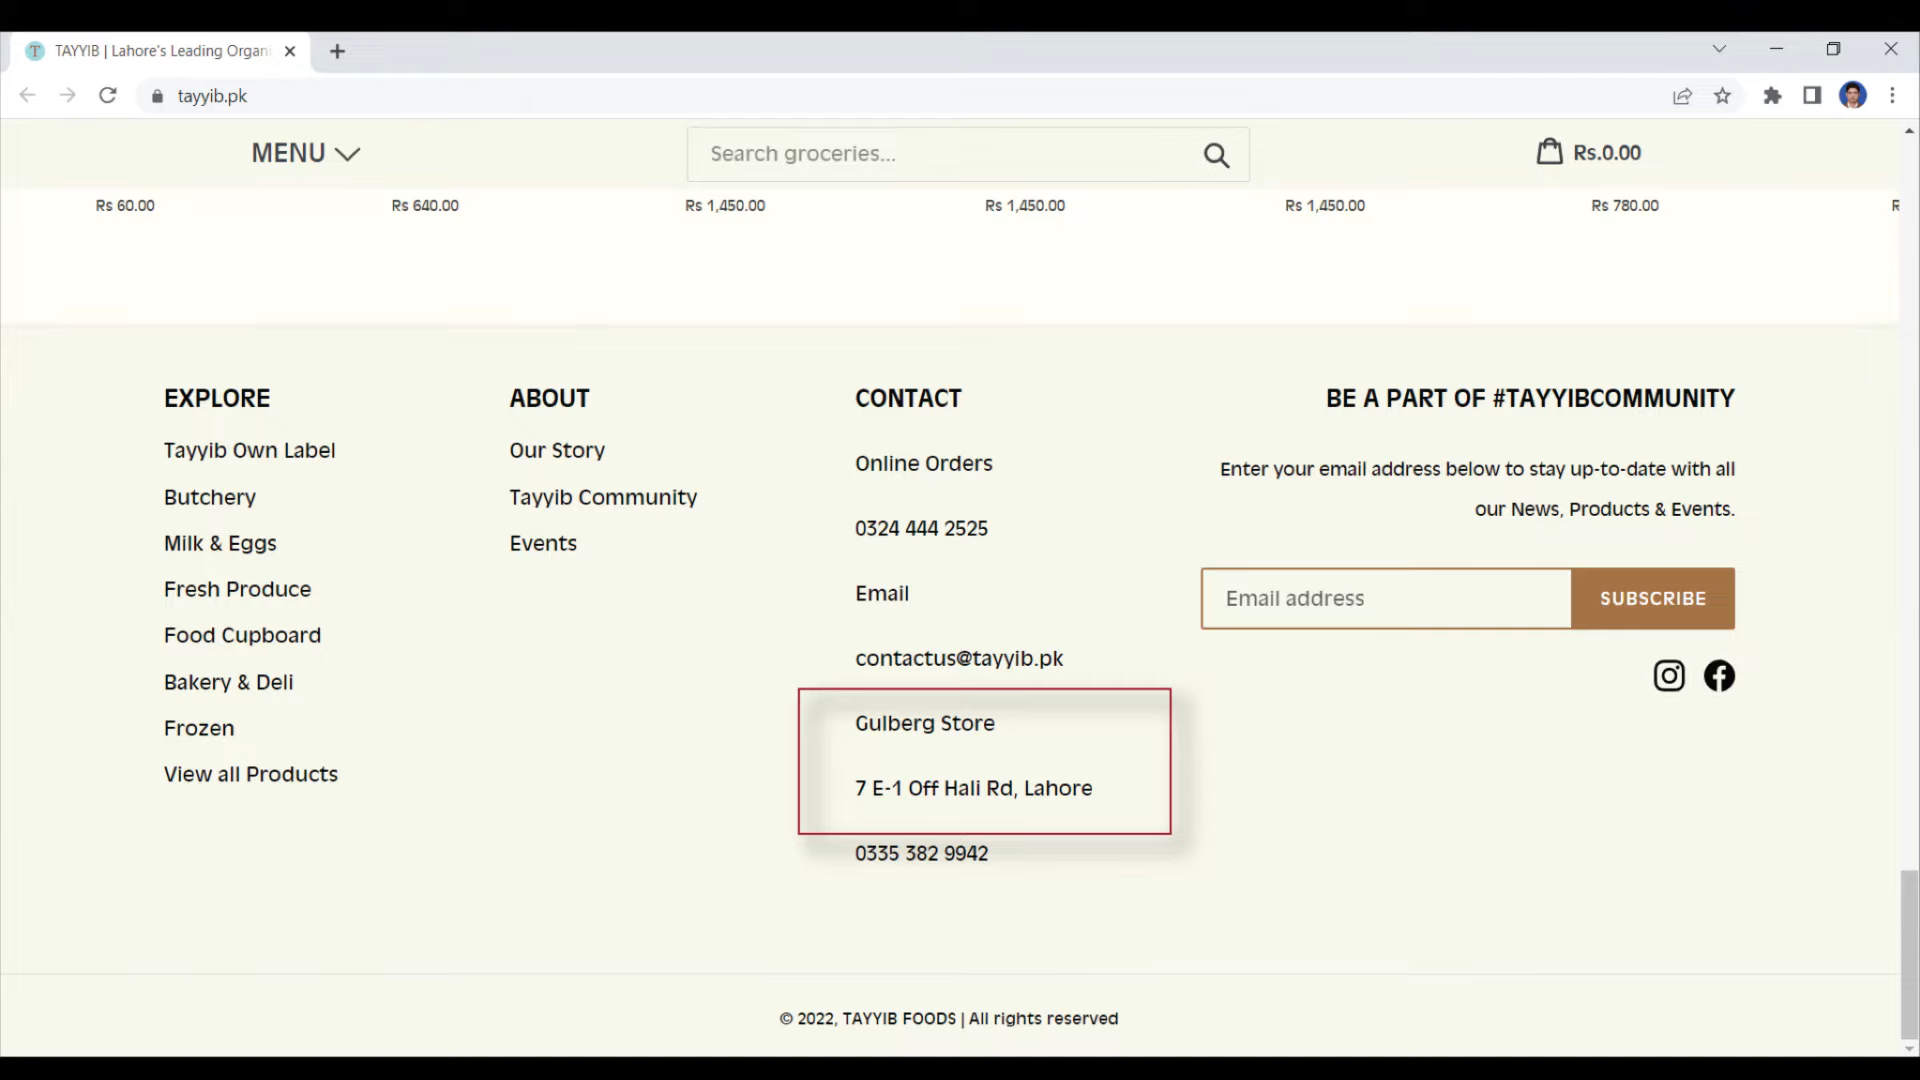 TAYYIB | Lahore's Leading Organi
tayyib.pk
MENU
Search groceries...
Rs.0.00
Rs 60.00
Rs 640.00
Rs 1,450.00
Rs 1,450.00
Rs 1,450.00
Rs 780.00
EXPLORE
Tayyib Own Label
Butchery
Milk & Eggs
Fresh Produce
Food Cupboard
Bakery & Deli
Frozen
View all Products
ABOUT
Our Story
Tayyib Community
Events
CONTACT
Online Orders
0324 444 2525
Email
contactus@tayyib.pk
Gulberg Store
7 E-1 Off Hali Rd, Lahore
0335 382 9942
BE A PART OF #TAYYIBCOMMUNITY
Enter your email address below to stay up-to-date with all
our News, Products & Events.
Email address
SUBSCRIBE
© 2022, TAYYIB FOODS | All rights reserved